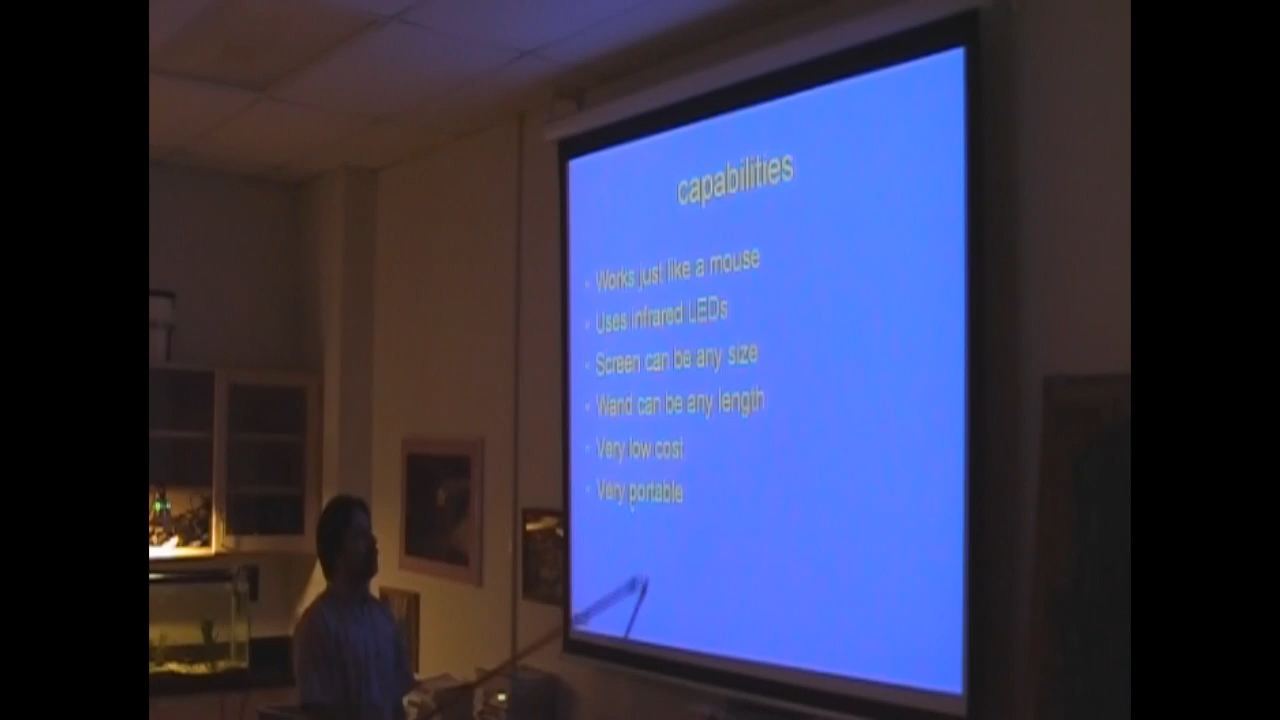 capabilities
- Works just like a mouse
- Uses infrared LEDs
- Screen can be any size
- Wand can be any length
- Very low cost
- Very portable